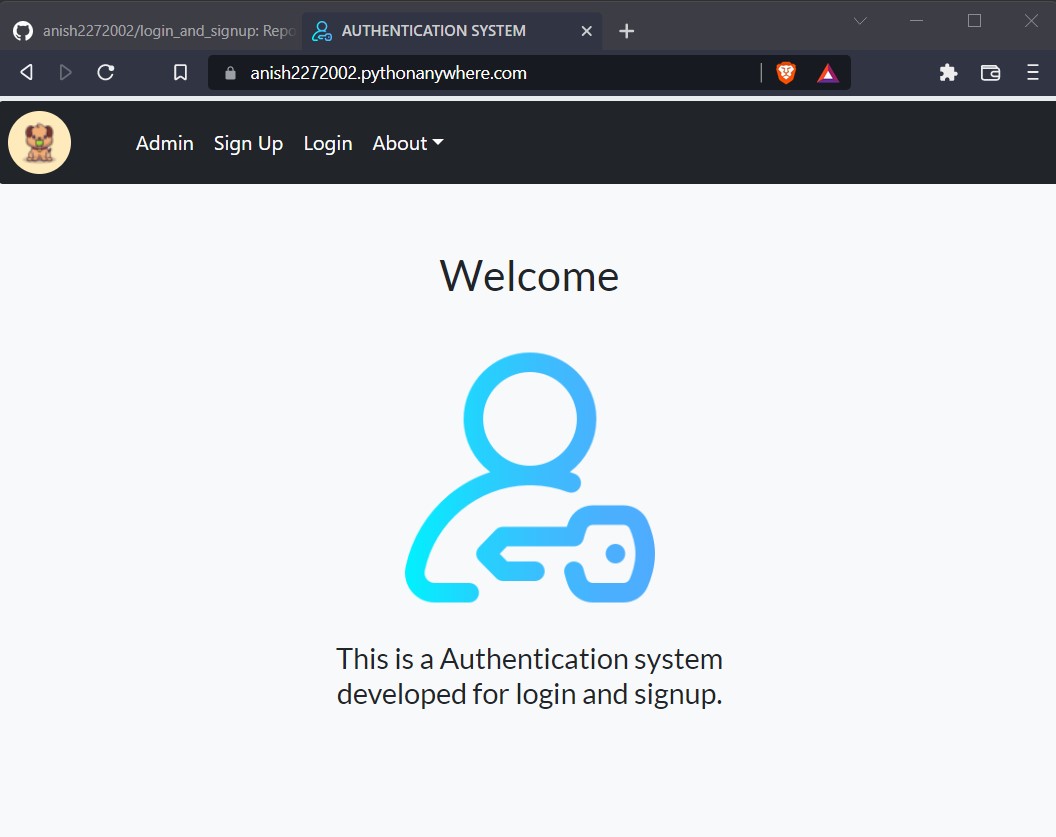 anish2272002/login_and_signup: Repo
AUTHENTICATION SYSTEM
anish2272002.pythonanywhere.com
Admin Sign Up Login About
Welcome
This is a Authentication system
developed for login and signup.